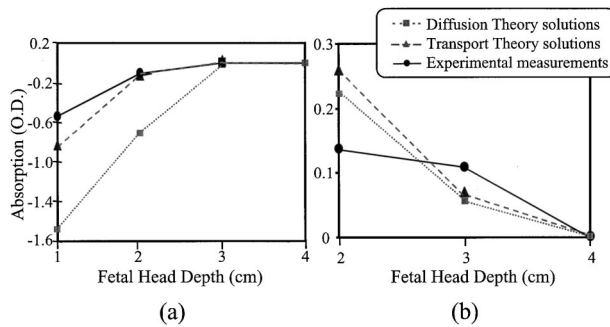 Diffusion Theory solutions
Transport Theory solutions
Experimental measurements
Absorption (O.D.)
0.2
-0.2
-0.6
-1.0
-1.4
-1.6
1
2
3
4
Fetal Head Depth (cm)
(a)
0.3
0.2
0.1
0
2
3
4
Fetal Head Depth (cm)
(b)